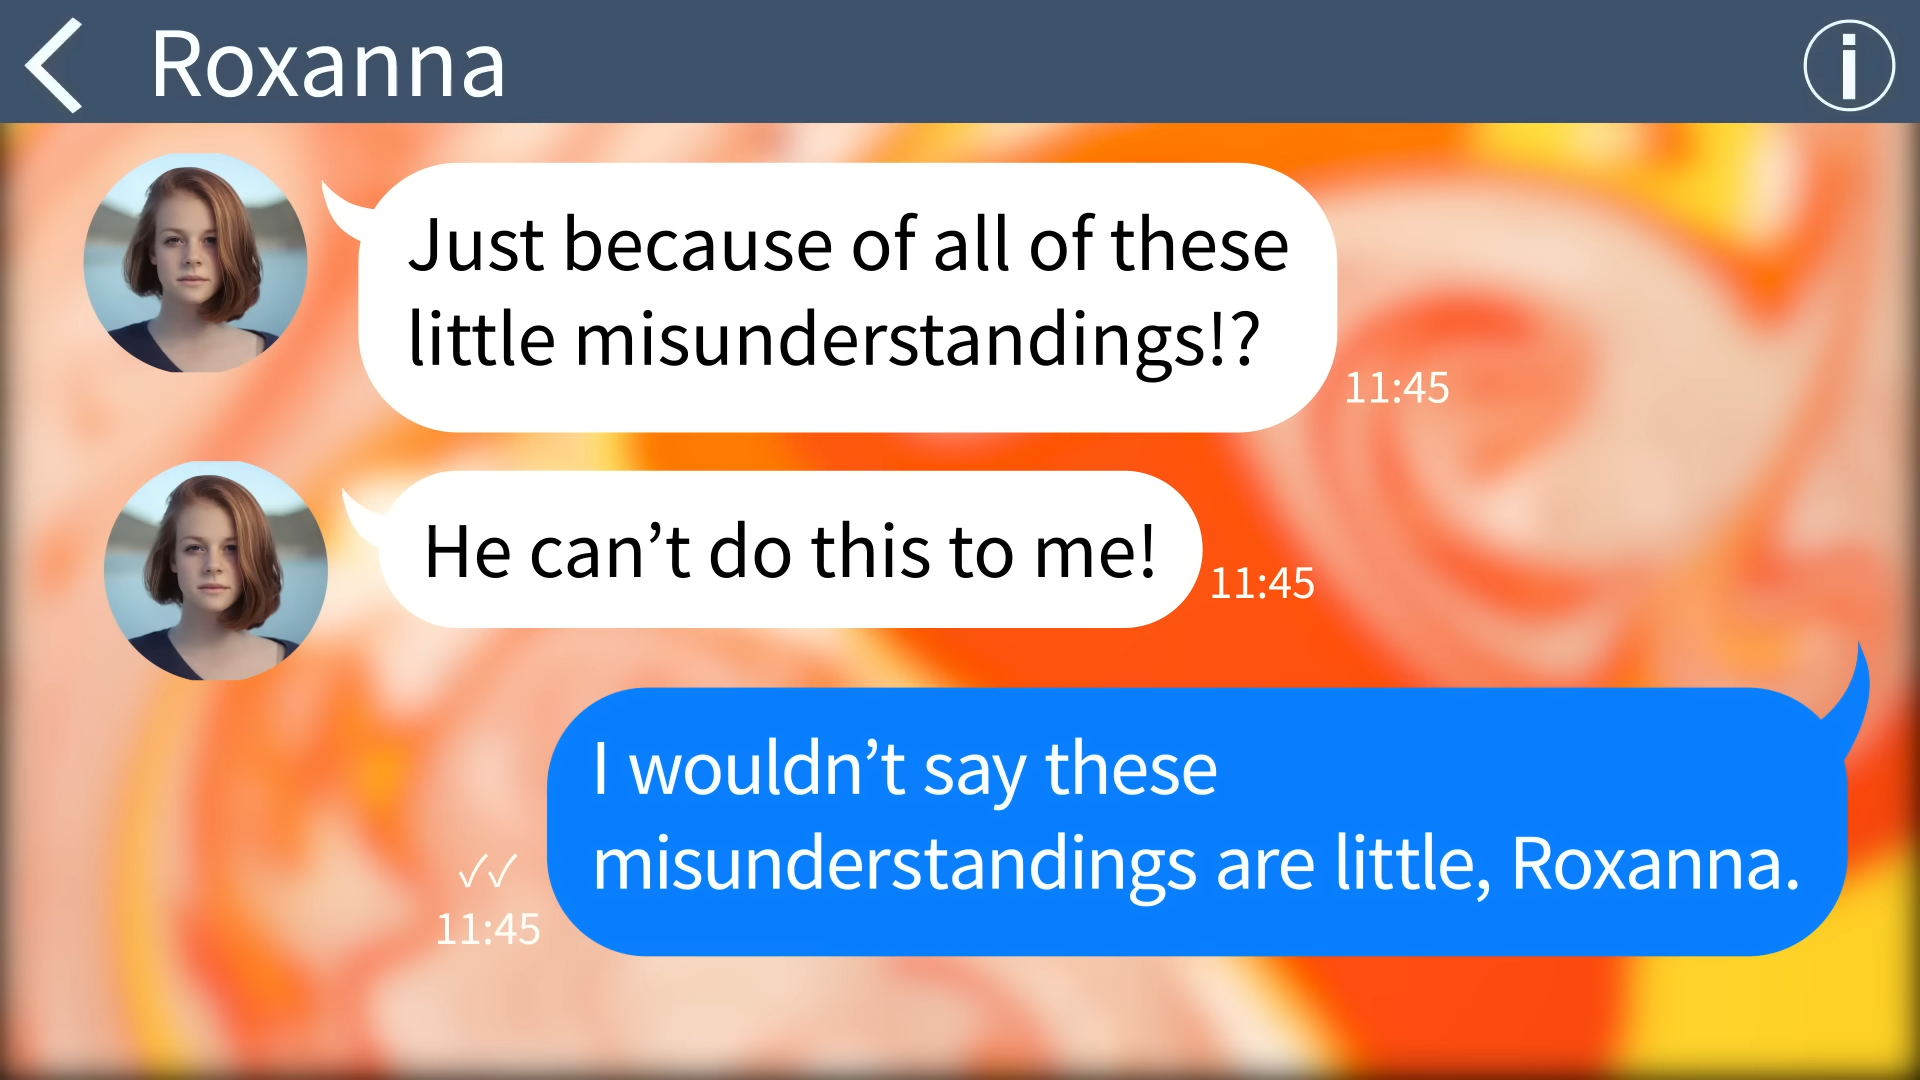 Roxanna
Just because of all of these
little misunderstandings!?
11:45
He can’t do this to me!
11:45
I wouldn’t say these
misunderstandings are little, Roxanna.
✓✓
11:45